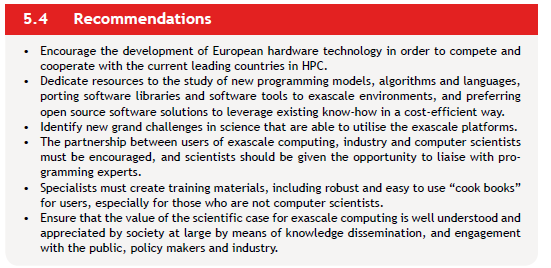 5.4 Recommendations
• Encourage the development of European hardware technology in order to compete and
cooperate with the current leading countries in HPC.
• Dedicate resources to the study of new programming models, algorithms and languages,
porting software libraries and software tools to exascale environments, and preferring
open source software solutions to leverage existing know-how in a cost-efficient way.
• Identify new grand challenges in science that are able to utilise the exascale platforms.
• The partnership between users of exascale computing, industry and computer scientists
must be encouraged, and scientists should be given the opportunity to liaise with pro-
gramming experts.
• Specialists must create training materials, including robust and easy to use “cook books”
for users, especially for those who are not computer scientists.
• Ensure that the value of the scientific case for exascale computing is well understood and
appreciated by society at large by means of knowledge dissemination, and engagement
with the public, policy makers and industry.